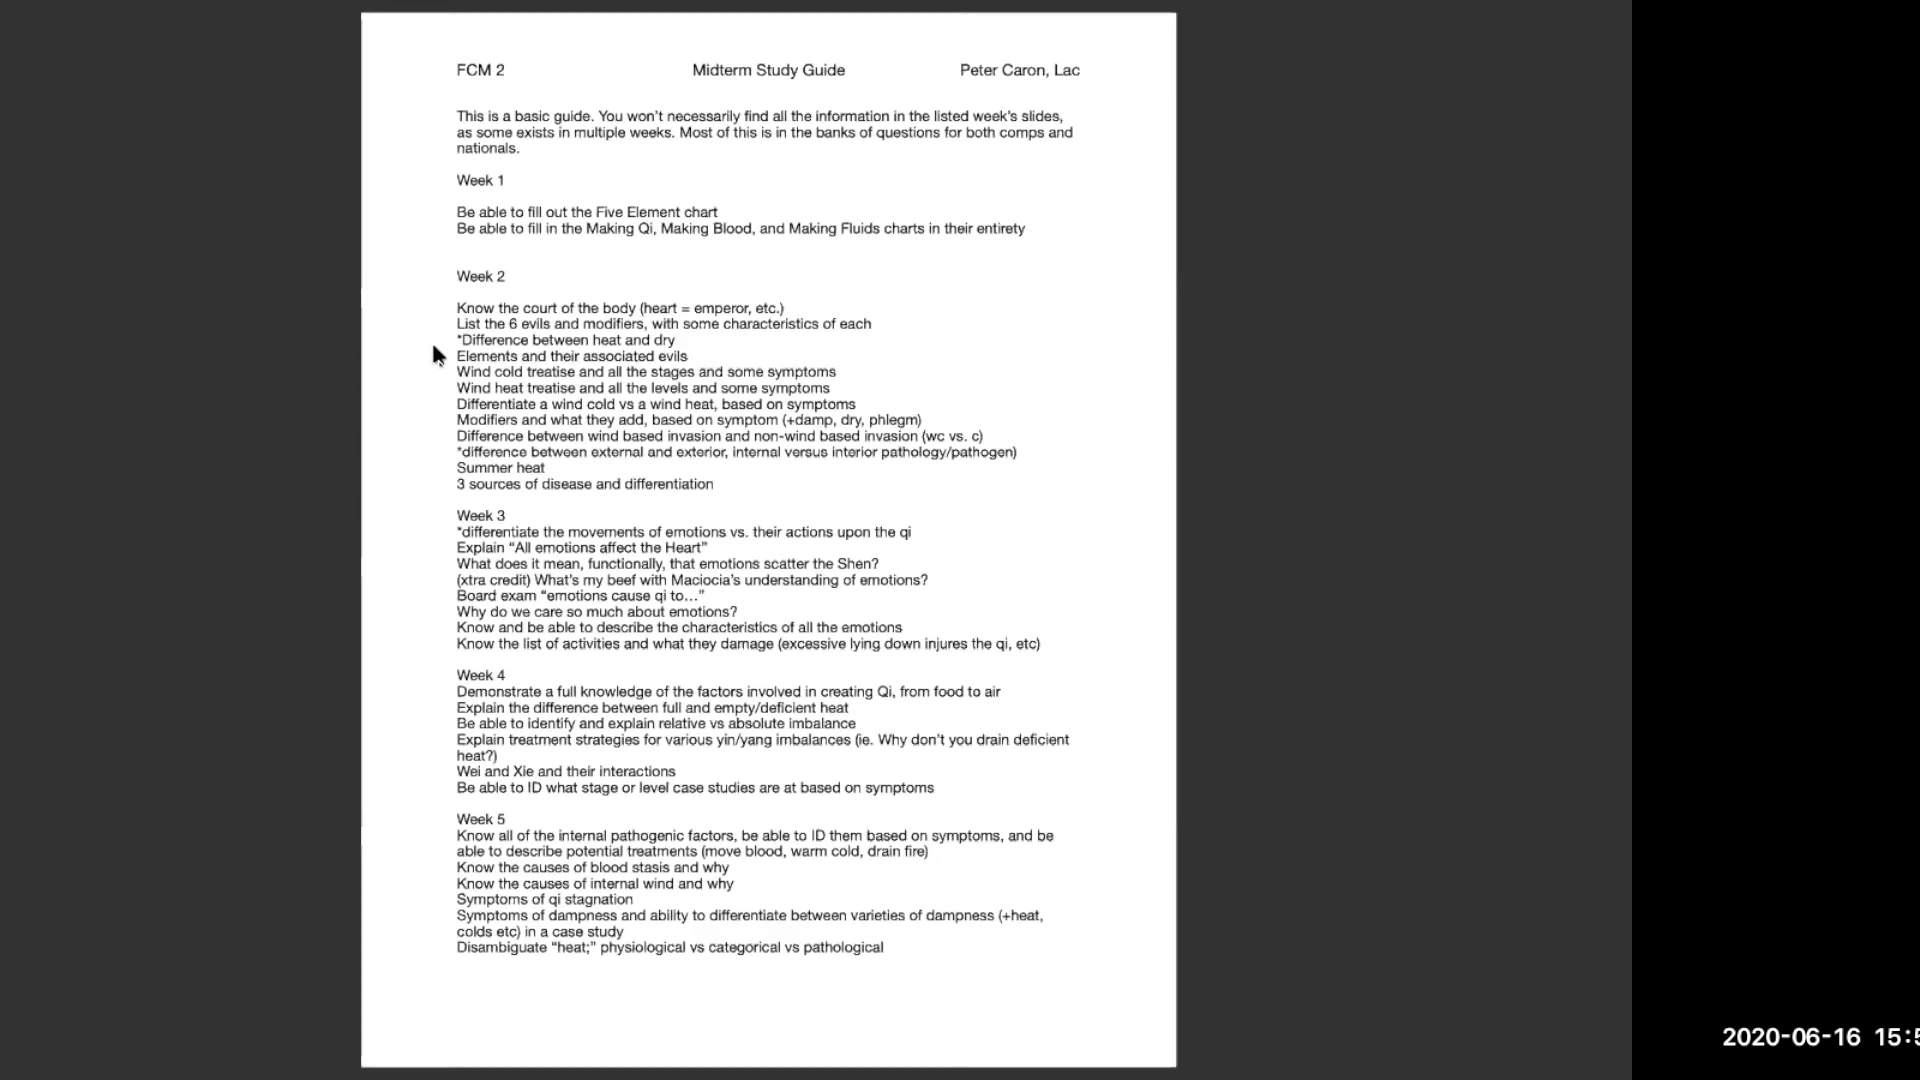 FCM 2 Midterm Study Guide Peter Caron, Lac
This is a basic guide. You won't necessarily find all the information in the listed week's slides,
as some exists in multiple weeks. Most of this is in the banks of questions for both comps and
nationals.
Week 1
Be able to fill out the Five Element chart
Be able to fill in the Making Qi, Making Blood, and Making Fluids charts in their entirety
Week 2
Know the court of the body (heart = emperor, etc.)
List the 6 evils and modifiers, with some characteristics of each
*Difference between heat and dry
Elements and their associated evils
Wind cold treatise and all the stages and some symptoms
Wind heat treatise and all the levels and some symptoms
Differentiate a wind cold vs a wind heat, based on symptoms
Modifiers and what they add, based on symptom (+damp, dry, phlegm)
Difference between wind based invasion and non-wind based invasion (wc vs. c)
*difference between external and exterior, internal versus interior pathology/pathogen)
Summer heat
3 sources of disease and differentiation
Week 3
*differentiate the movements of emotions vs. their actions upon the qi
Explain “All emotions affect the Heart”
What does it mean, functionally, that emotions scatter the Shen?
(xtra credit) What's my beef with Maciocia's understanding of emotions?
Board exam “emotions cause qi to…”
Why do we care so much about emotions?
Know and be able to describe the characteristics of all the emotions
Know the list of activities and what they damage (excessive lying down injures the qi, etc)
Week 4
Demonstrate a full knowledge of the factors involved in creating Qi, from food to air
Explain the difference between full and empty/deficient heat
Be able to identify and explain relative vs absolute imbalance
Explain treatment strategies for various yin/yang imbalances (ie. Why don't you drain deficient
heat?)
Wei and Xie and their interactions
Be able to ID what stage or level case studies are at based on symptoms
Week 5
Know all of the internal pathogenic factors, be able to ID them based on symptoms, and be
able to describe potential treatments (move blood, warm cold, drain fire)
Know the causes of blood stasis and why
Know the causes of internal wind and why
Symptoms of qi stagnation
Symptoms of dampness and ability to differentiate between varieties of dampness (+heat,
colds etc) in a case study
Disambiguate “heat;” physiological vs categorical vs pathological
2020-06-16 15:5